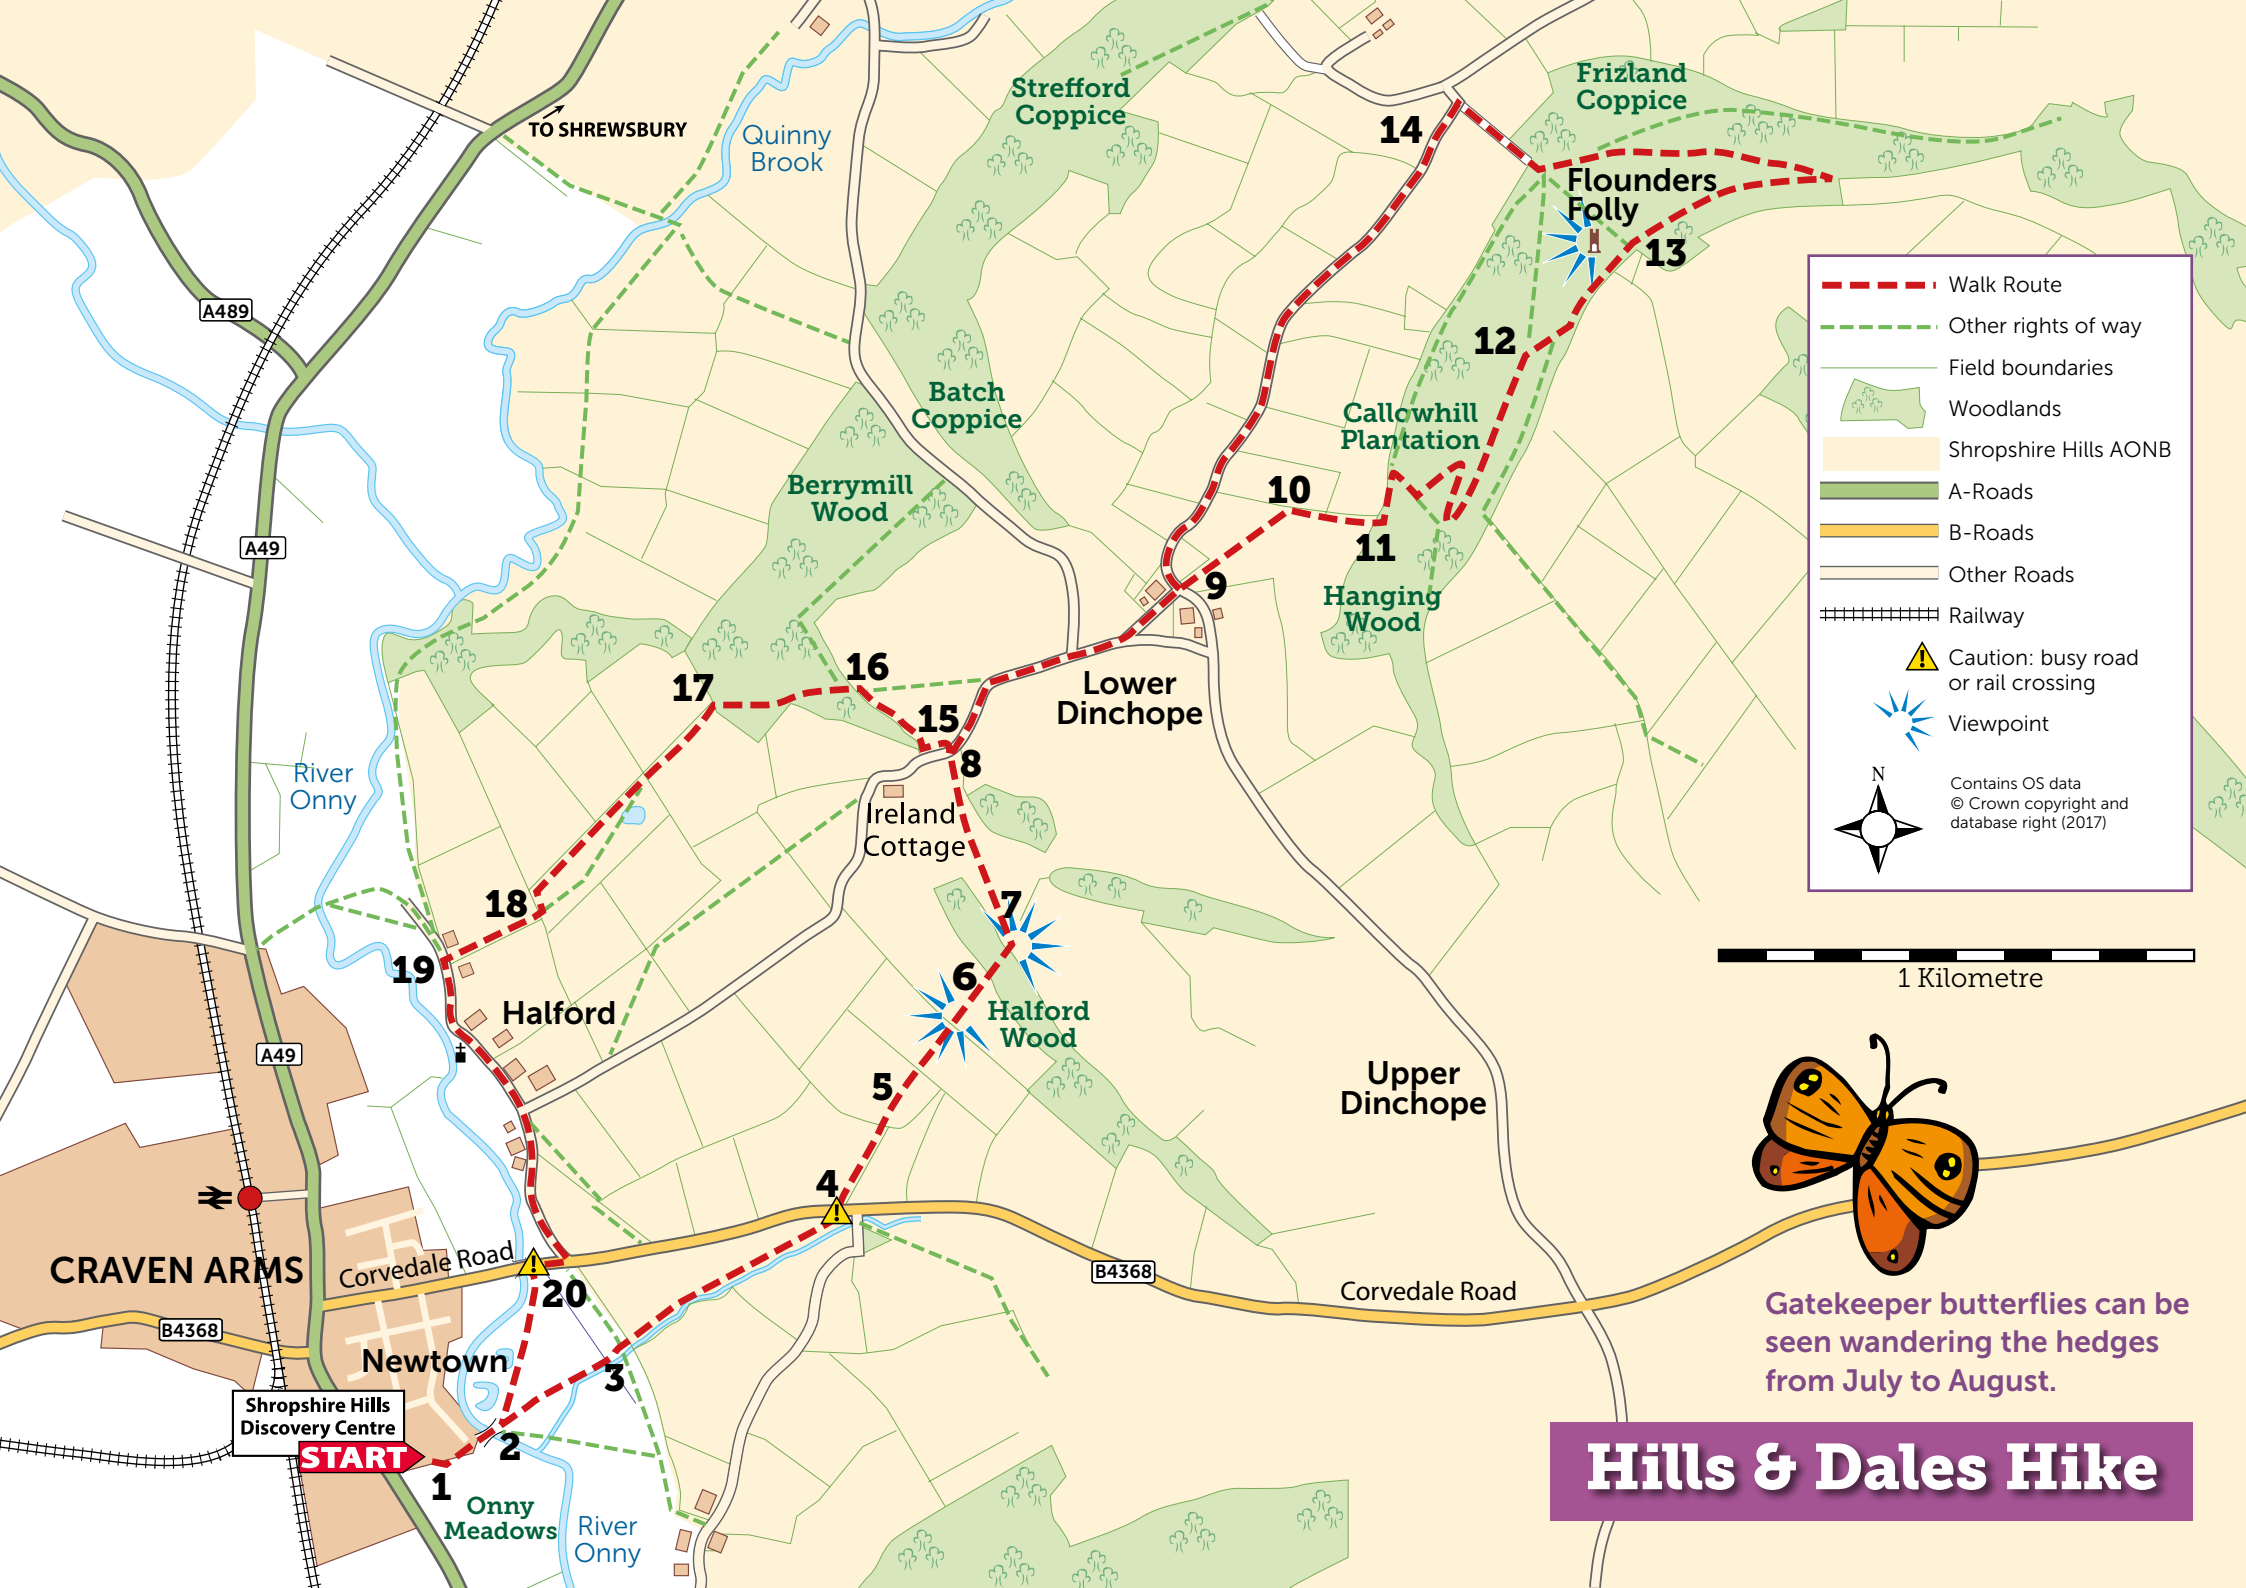 TO SHREWSBURY
Quinny
Brook
Strefford
Coppice
14
Frizland
Coppice
Flounders
Folly
13
A489
12
Batch
Coppice
Callowhill
Plantation
Berrymill
Wood
10
A49
11
9
Hanging
Wood
16
17
15
Lower
Dinchope
8
River
Onny
Ireland
Cottage
18
7
19
6
Halford
Halford
Wood
A49
5
Upper
Dinchope
4
CRAVEN ARMS
Corvedale Road
20
B4368
Corvedale Road
B4368
Newtown
3
Shropshire Hills
Discovery Centre
START
2
1
Onny
Meadows
River
Onny
Walk Route
Other rights of way
Field boundaries
Woodlands
Shropshire Hills AONB
A-Roads
B-Roads
Other Roads
Railway
Caution: busy road
or rail crossing
Viewpoint
N
Contains OS data
© Crown copyright and
database right (2017)
1 Kilometre
Gatekeeper butterflies can be
seen wandering the hedges
from July to August.
Hills & Dales Hike